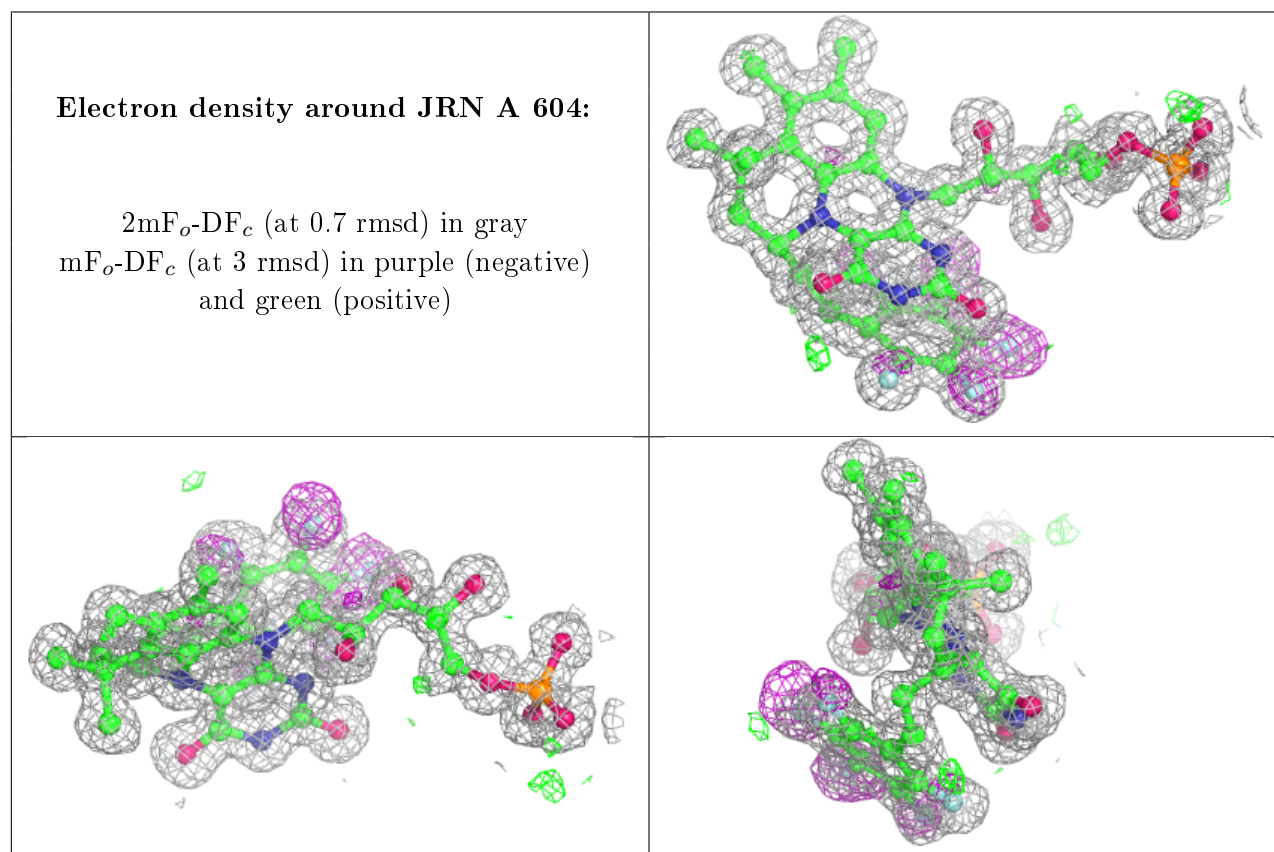 Electron density around JRN A 604:
2mFo-DFc (at 0.7 rmsd) in gray
mFo-DFc (at 3 rmsd) in purple (negative)
and green (positive)